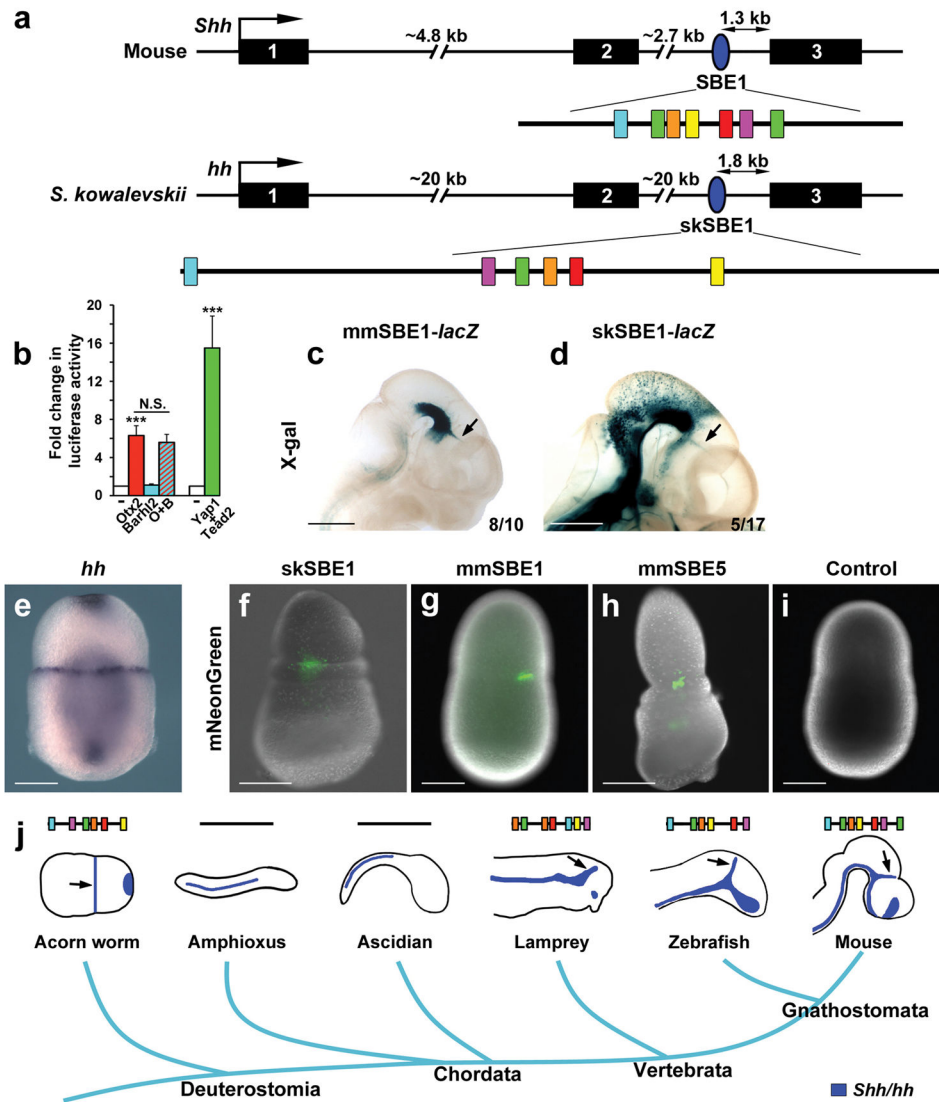 a
Shh
Mouse
1
~4.8 kb
2
~2.7 kb
1.3 kb
3
SBE1
hh
S. kowalevskii
1
~20 kb
2
~20 kb
1.8 kb
3
skSBE1
b
Fold change in
luciferase activity
20
16
12
8
4
0
***
N.S.
***
-
Otx2
Barhl2
O+B
-
Yap1
Tead2
X-gal
mmSBE1-lacZ
c
8/10
skSBE1-lacZ
d
5/17
hh
e
mNeonGreen
skSBE1
f
mmSBE1
g
mmSBE5
h
Control
i
j
Acorn worm
Amphioxus
Ascidian
Lamprey
Zebrafish
Mouse
Gnathostomata
Vertebrata
Chordata
Deuterostomia
Shh/hh